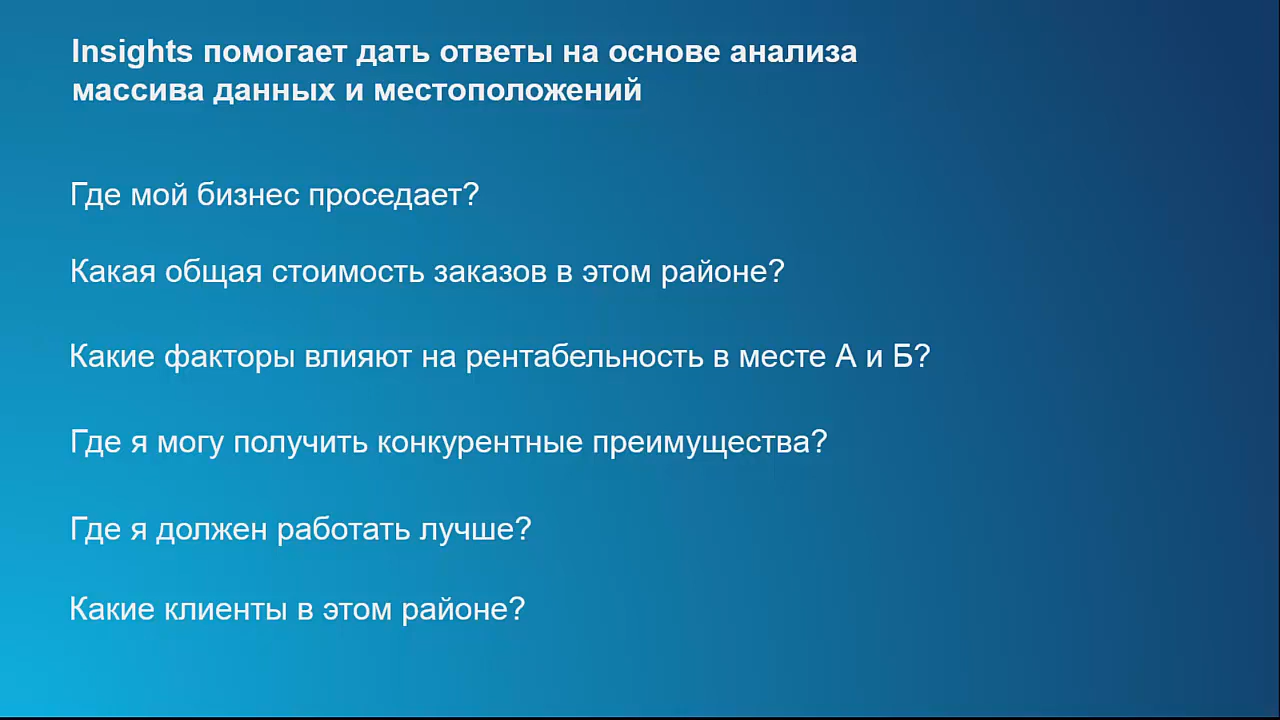 Insights помогает дать ответы на основе анализа
массива данных и местоположений
Где мой бизнес проседает?
Какая общая стоимость заказов в этом районе?
Какие факторы влияют на рентабельность в месте А и Б?
Где я могу получить конкурентные преимущества?
Где я должен работать лучше?
Какие клиенты в этом районе?